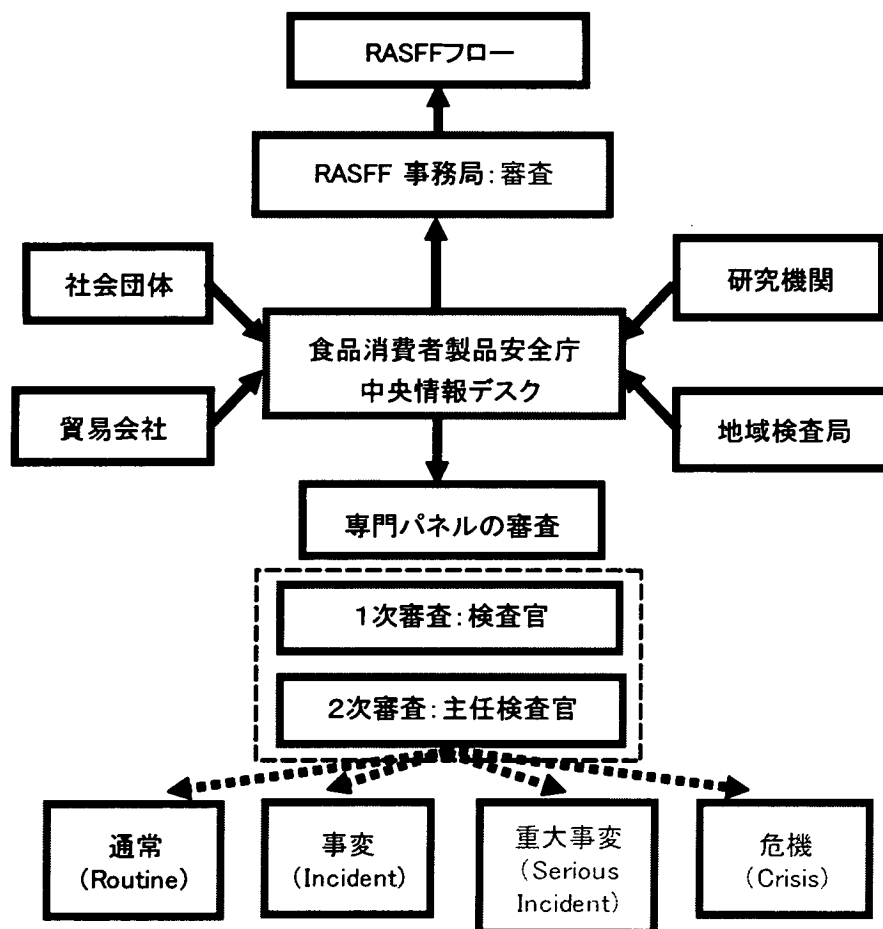 RASFFフロー
RASFF 事務局：審査
社会団体
研究機関
食品消費者製品安全庁
中央情報デスク
貿易会社
地域検査局
専門パネルの審査
1次審査：検査官
2次審査：主任検査官
通常
(Routine)
事変
(Incident)
重大事変
(Serious
Incident)
危機
(Crisis)